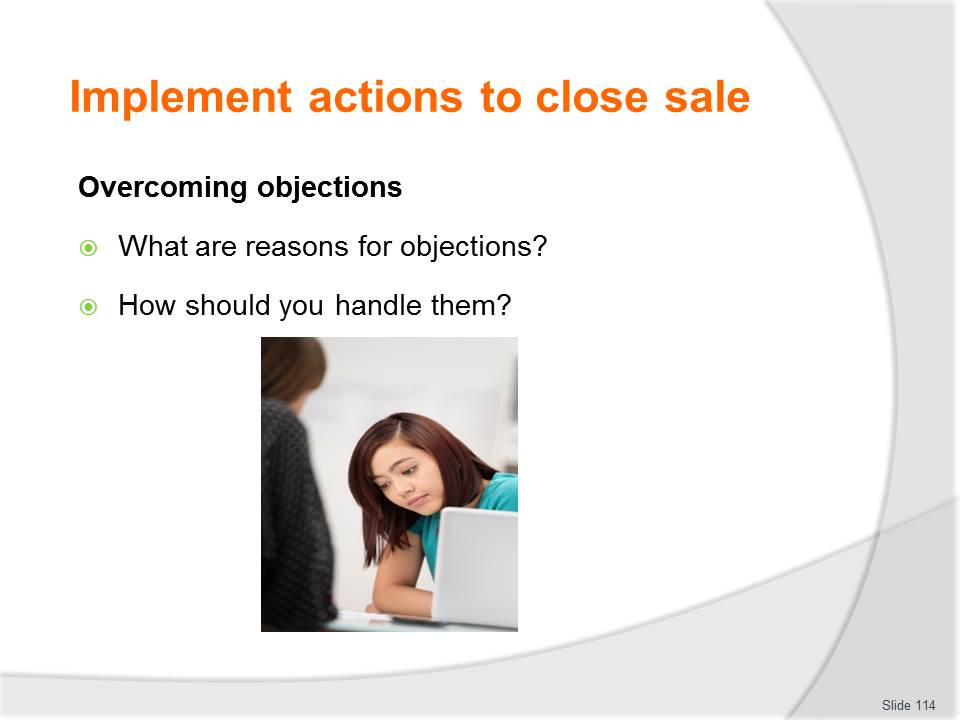 Implement actions to close sale
Overcoming objections
What are reasons for objections?
How should you handle them?
Slide 114